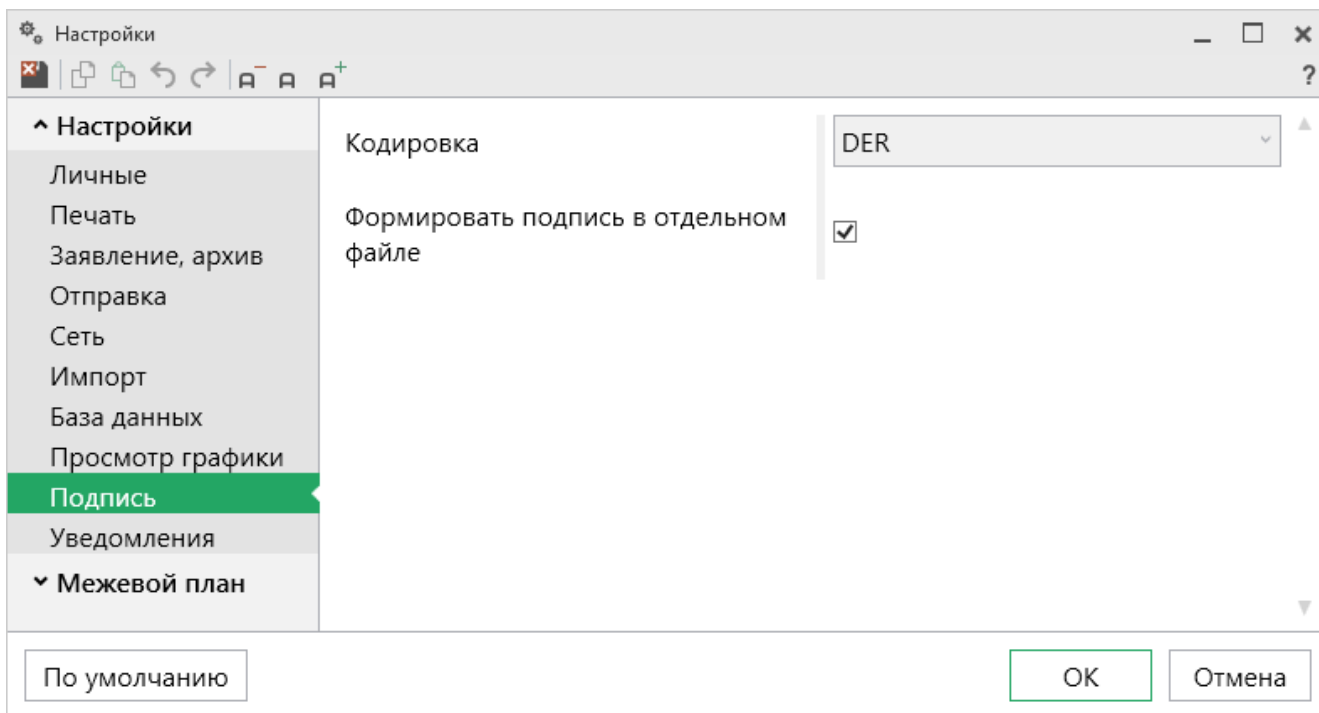 Настройки
?
Настройки
Личные
Печать
Заявление, архив
Отправка
Сеть
Импорт
База данных
Просмотр графики
Подпись
Уведомления
Межевой план
Кодировка
DER
Формировать подпись в отдельном
файле
По умолчанию
ОК
Отмена